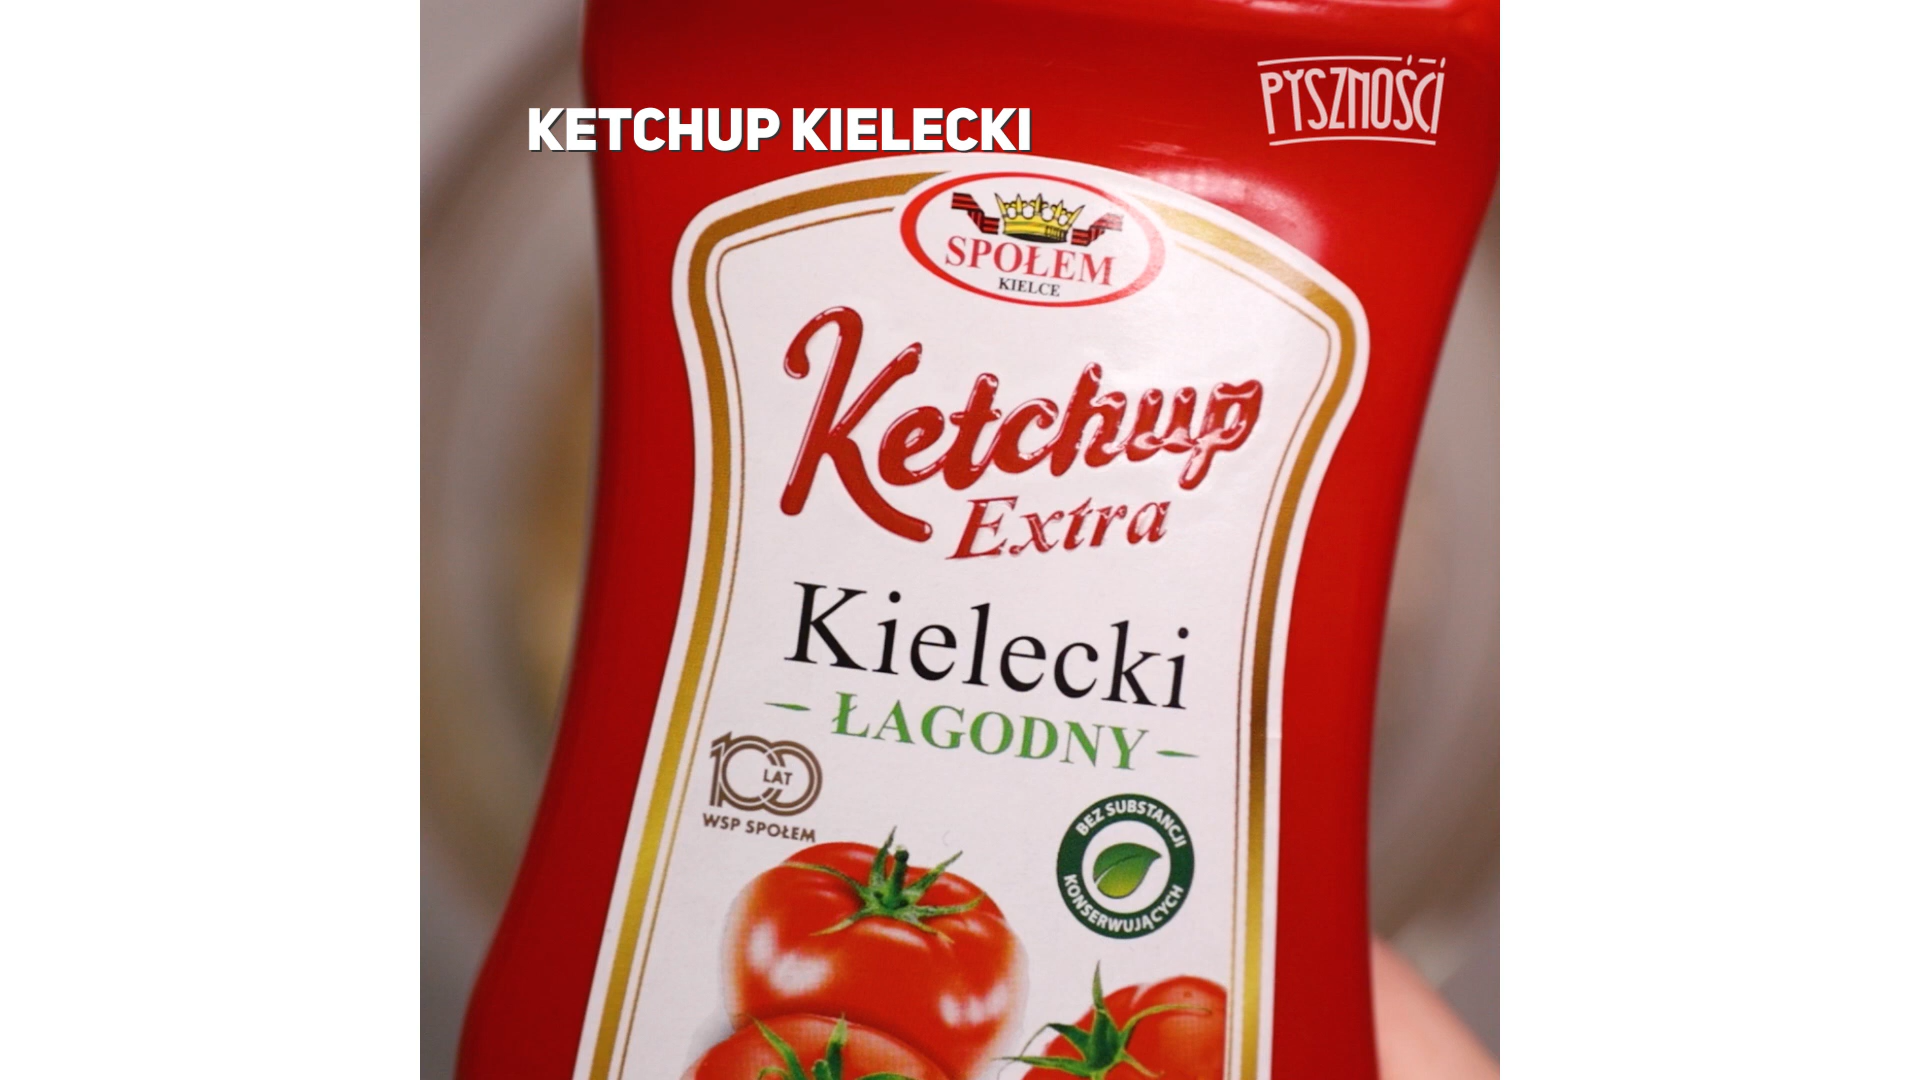 PYSZNOŚCI
KETCHUP KIELECKI
SPOŁEM
KIELCE
Ketchup
Extra
Kielecki
- ŁAGODNY -
100
LAT
WSP SPOŁEM
BEZ SUBSTANCJI
KONSERWUJĄCYCH